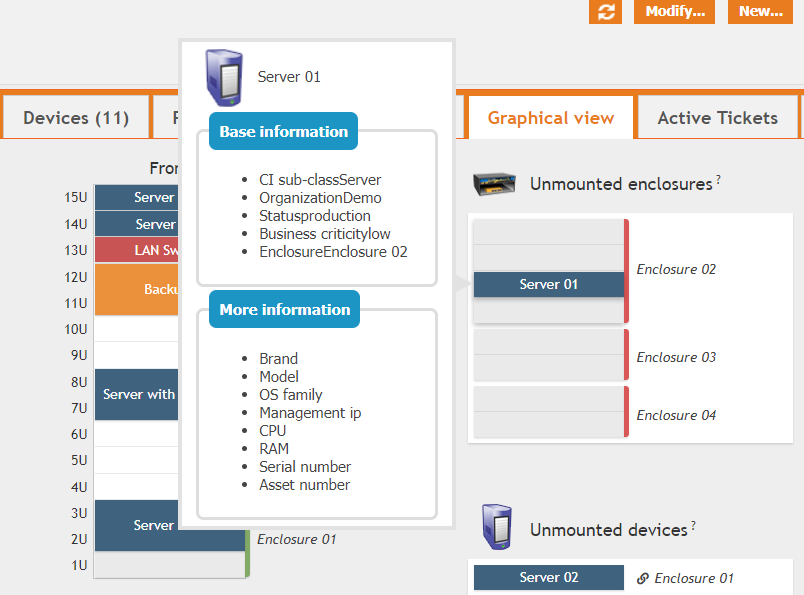 Modify...
New...
Devices (11)
Graphical view
Active Tickets
Server 01
Base information
CI sub-classServer
OrganizationDemo
Statusproduction
Business criticitylow
EnclosureEnclosure 02
More information
Brand
Model
OS family
Management ip
CPU
RAM
Serial number
Asset number
15U Server
14U Server
13U LAN
12U
11U
10U
9U
8U
7U Server with
6U
5U
4U
3U
2U Server
1U
Enclosure 01
Unmounted enclosures ?
Server 01
Enclosure 02
Enclosure 03
Enclosure 04
Unmounted devices ?
Server 02
Enclosure 01